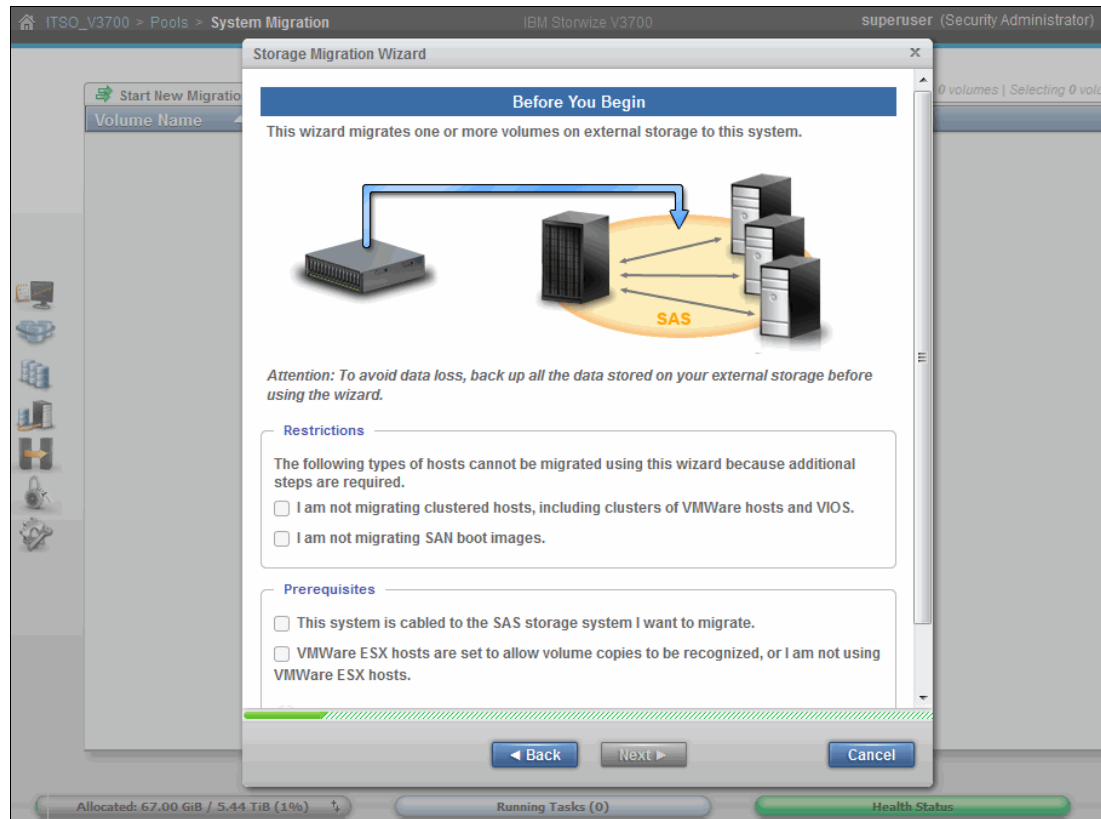 ITSO_V3700 > Pools > System Migration
IBM Storwize V3700
superuser (Security Administrator)
Storage Migration Wizard
x
Start New Migratio
0 volumes | Selecting 0 volu
Volume Name
Before You Begin
This wizard migrates one or more volumes on external storage to this system.
SAS
Attention: To avoid data loss, back up all the data stored on your external storage before
using the wizard.
Restrictions
The following types of hosts cannot be migrated using this wizard because additional
steps are required.
I am not migrating clustered hosts, including clusters of VMWare hosts and VIOS.
I am not migrating SAN boot images.
Prerequisites
This system is cabled to the SAS storage system I want to migrate.
VMWare ESX hosts are set to allow volume copies to be recognized, or I am not using
VMWare ESX hosts.
Back
Next
Cancel
Allocated: 67.00 GiB / 5.44 TiB (1%)
Running Tasks (0)
Health Status